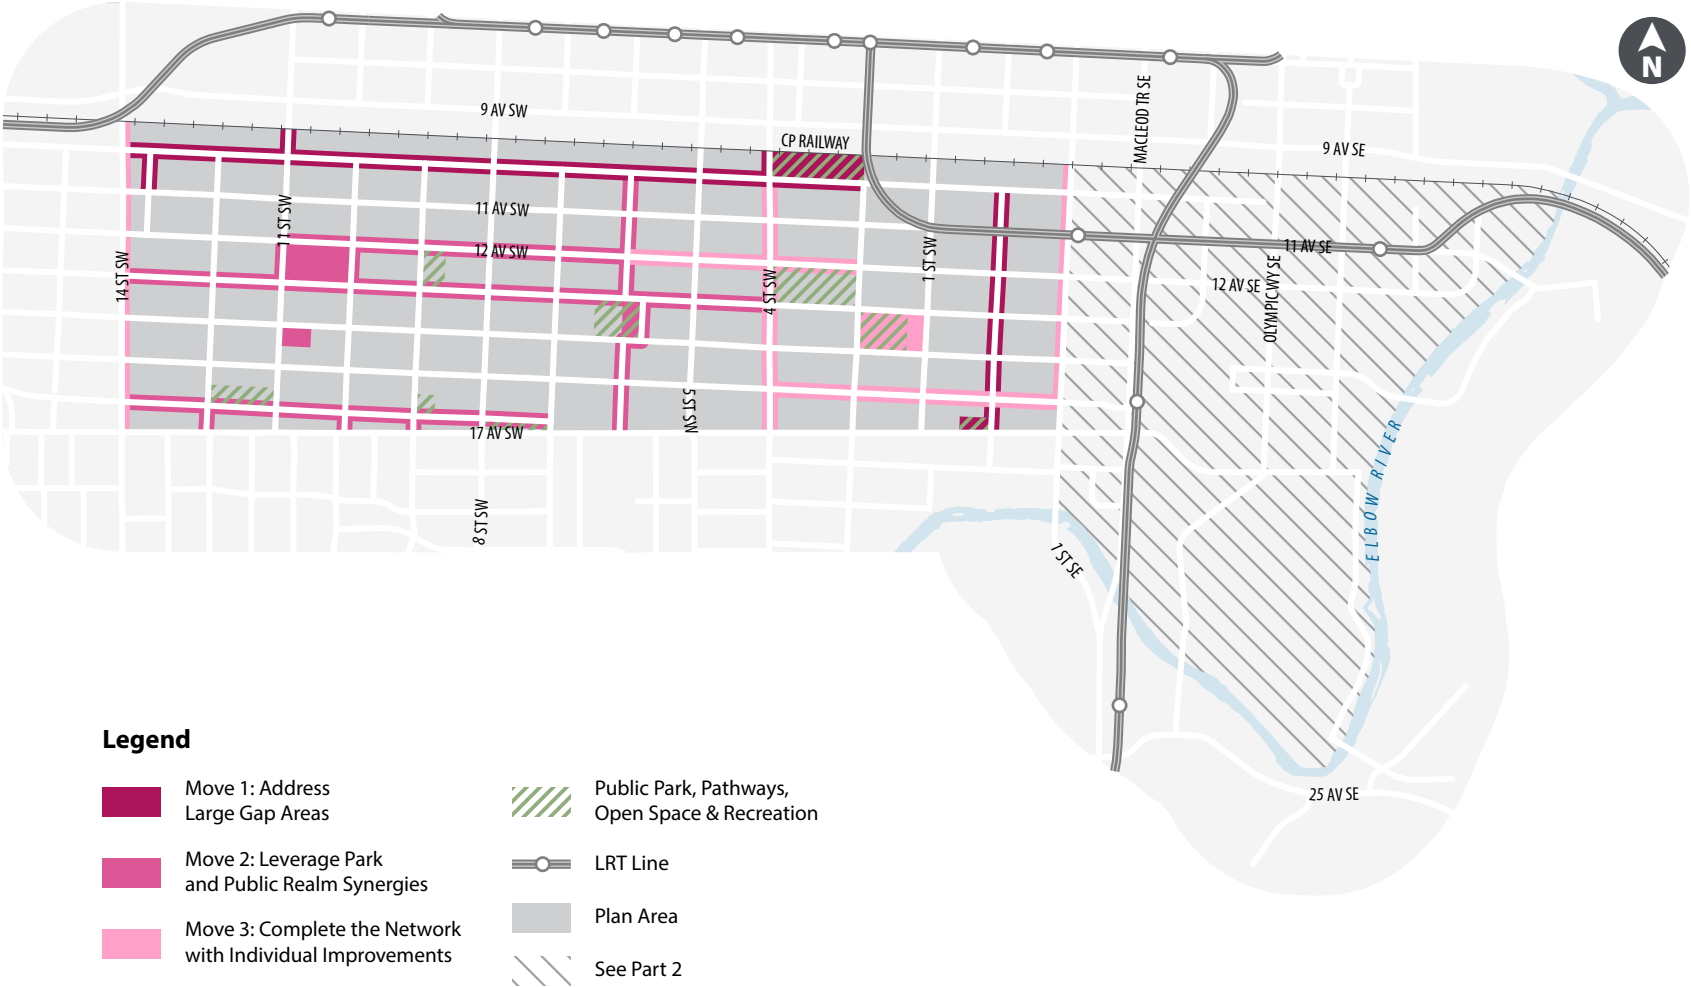 N
MACLEOD TR SE
9 AV SW
CP RAILWAY
9 AV SE
11 ST SW
11 AV SW
12 AV SW
14 ST SW
4 ST SW
1 ST SW
11 AV SE
12 AV SE
OLYMPIC WY SE
5 ST SW
17 AV SW
ELBOW RIVER
8 ST SW
1 ST SE
25 AV SE
Legend
Move 1: Address
Large Gap Areas
Move 2: Leverage Park
and Public Realm Synergies
Move 3: Complete the Network
with Individual Improvements
Public Park, Pathways,
Open Space & Recreation
LRT Line
Plan Area
See Part 2